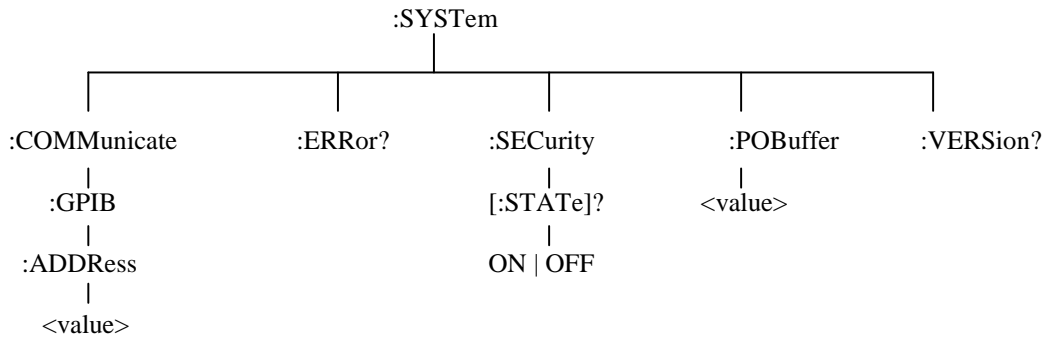 :SYSTem
:COMMunicate :ERRor? :SECurity :POBuffer :VERSion?
:GPIB [:STATe]? <value>
:ADDRess ON | OFF
<value>